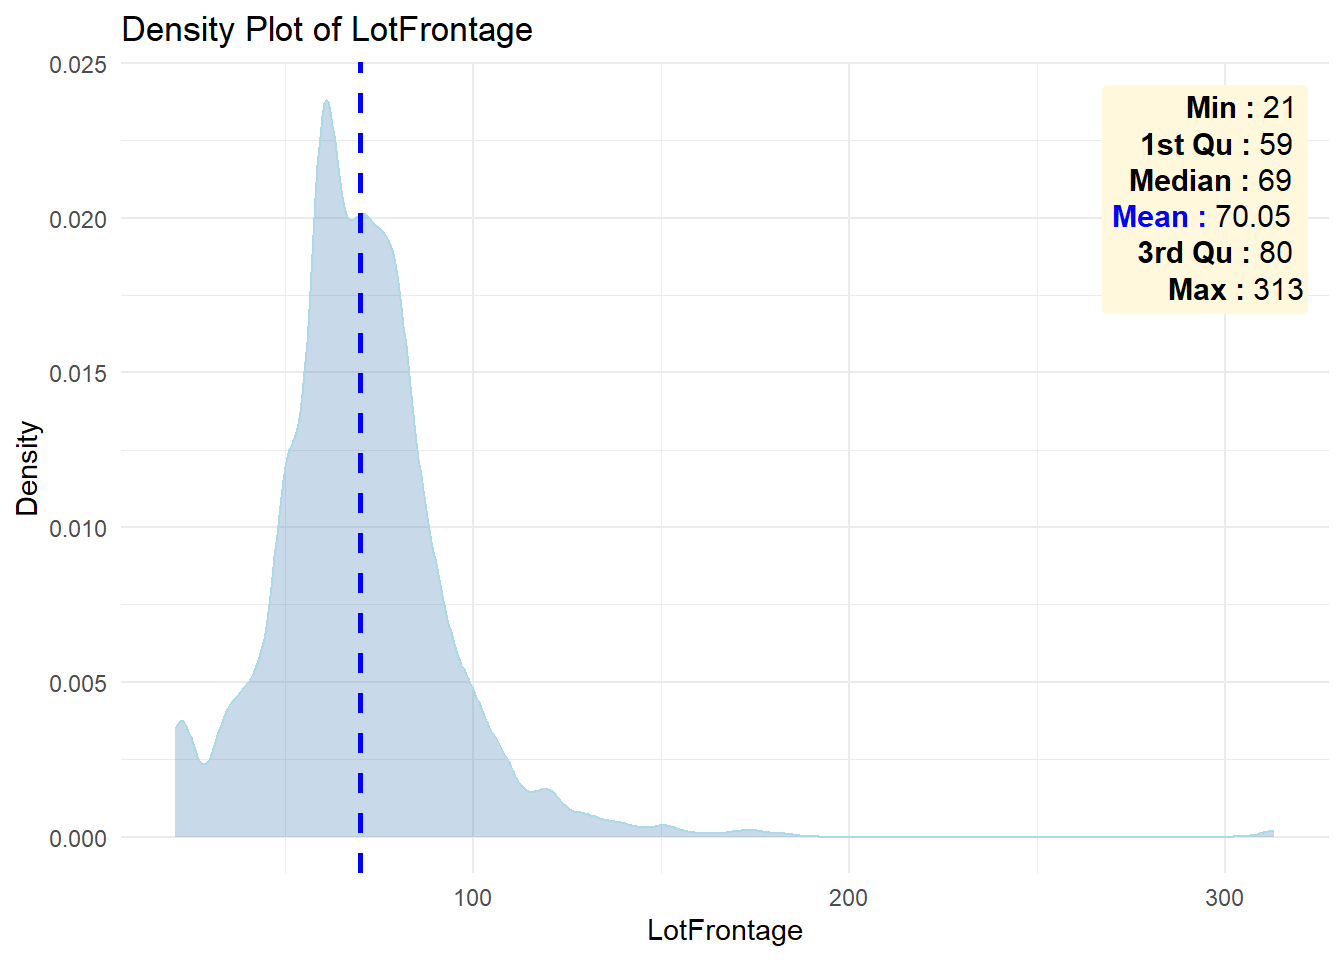 Density Plot of LotFrontage
0.025
0.020
0.015
0.010
0.005
0.000
Density
Min : 21
1st Qu : 59
Median : 69
Mean : 70.05
3rd Qu : 80
Max : 313
100 200 300
LotFrontage